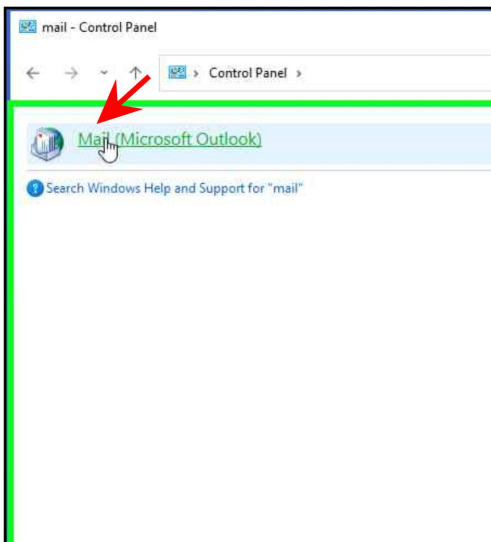 mail - Control Panel
Control Panel
Mail (Microsoft Outlook)
Search Windows Help and Support for "mail"